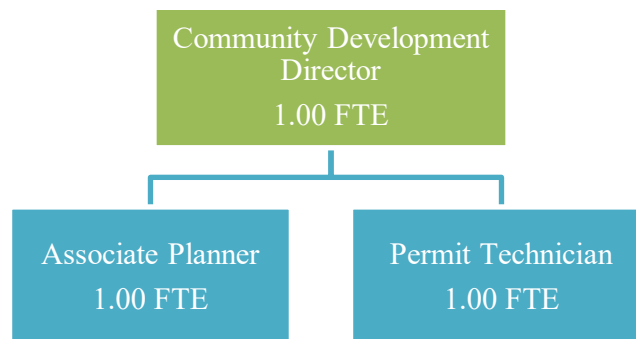 Community Development
Director
1.00 FTE
Associate Planner
1.00 FTE
Permit Technician
1.00 FTE